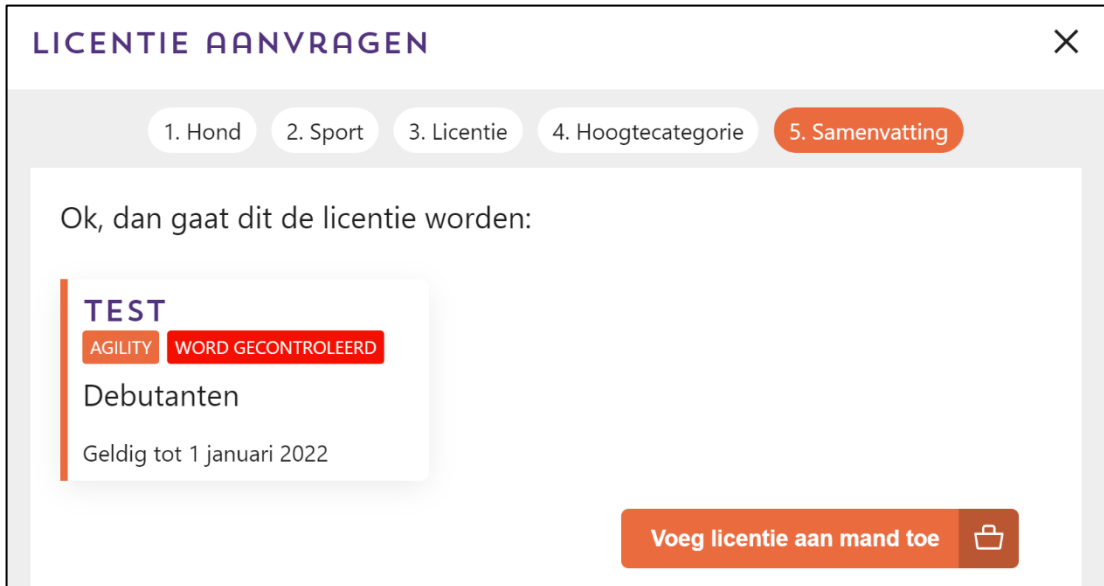 LICENTIE AANVRAGEN
1. Hond 2. Sport 3. Licentie 4. Hoogtecategorie 5. Samenvatting
Ok, dan gaat dit de licentie worden:
TEST
AGILITY WORD GECONTROLEERD
Debutanten
Geldig tot 1 januari 2022
Voeg licentie aan mand toe